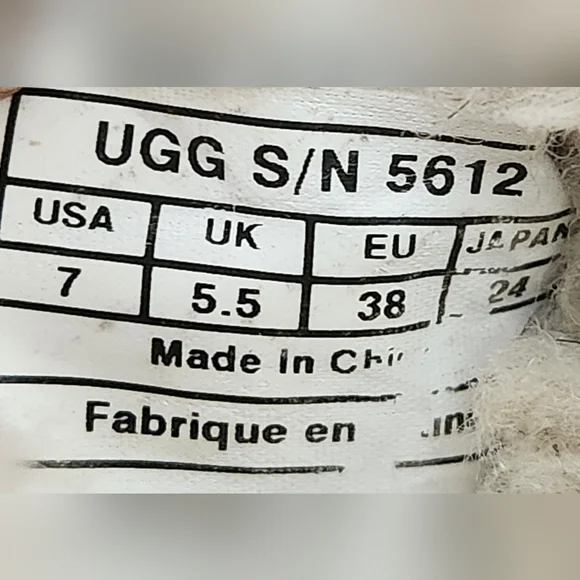 UGG S/N 5612
USA UK EU JAPAN
7 5.5 38 24
Made in
Fabrique en